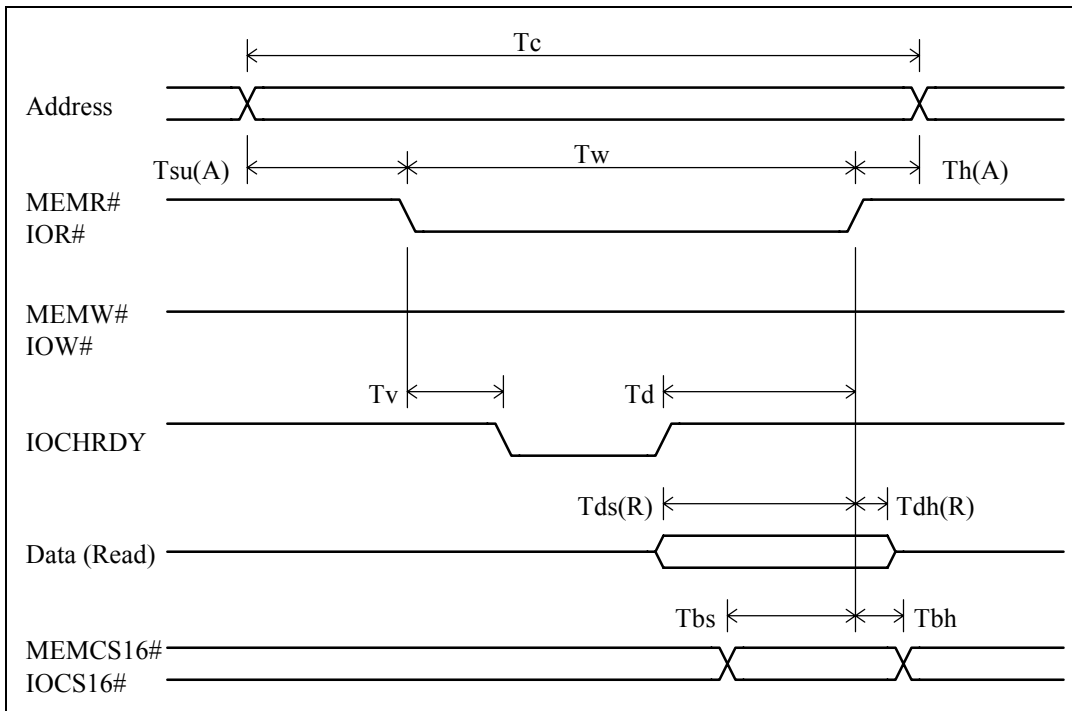 Tc
Address
Tsu(A)
Tw
Th(A)
MEMR#
IOR#
MEMW#
IOW#
Tv
Td
IOCHRDY
Tds(R)
Tdh(R)
Data (Read)
Tbs
Tbh
MEMCS16#
IOCS16#